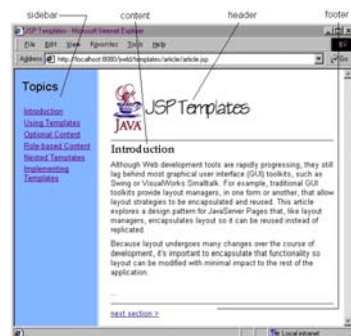 sidebar content header footer
JSP Templates - Microsoft Internet Explorer
File Edit View Favorites Tools Help
Address http://localhost:8080/jweld/templates/article/article.jsp Go
Topics
Introduction
Using Templates
Optional Content
Role-based Content
Nested Templates
Implementing
Templates
JAVA
JSP Templates
Introduction
Although Web development tools are rapidly progressing, they still
lag behind most graphical user interface (GUI) toolkits, such as
Swing or VisualWorks Smalltalk. For example, traditional GUI
toolkits provide layout managers, in one form or another, that allow
layout strategies to be encapsulated and reused. This article
explores a design pattern for JavaServer Pages that, like layout
managers, encapsulates layout so it can be reused instead of
replicated.
Because layout undergoes many changes over the course of
development, it's important to encapsulate that functionality so
layout can be modified with minimal impact to the rest of the
application.
...
next section >
Local intranet